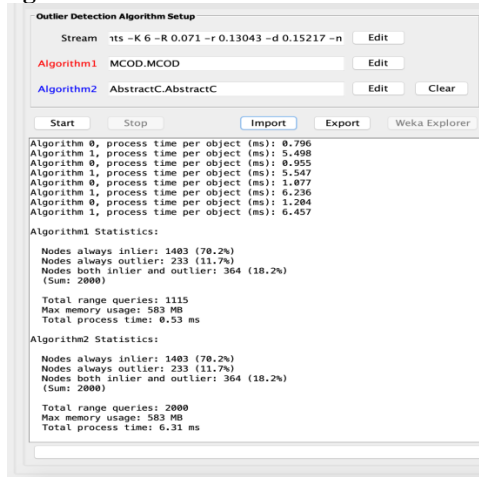 Outlier Detection Algorithm Setup
Stream nts -K 6 -R 0.071 -r 0.13043 -d 0.15217 -n Edit
Algorithm1 MCOD.MCOD Edit
Algorithm2 AbstractC.AbstractC Edit Clear
Start Stop Import Export Weka Explorer
Algorithm 0, process time per object (ms): 0.796
Algorithm 1, process time per object (ms): 5.498
Algorithm 0, process time per object (ms): 0.955
Algorithm 1, process time per object (ms): 5.547
Algorithm 0, process time per object (ms): 1.077
Algorithm 1, process time per object (ms): 6.236
Algorithm 0, process time per object (ms): 1.204
Algorithm 1, process time per object (ms): 6.457
Algorithm1 Statistics:
Nodes always inlier: 1403 (70.2%)
Nodes always outlier: 233 (11.7%)
Nodes both inlier and outlier: 364 (18.2%)
(Sum: 2000)
Total range queries: 1115
Max memory usage: 583 MB
Total process time: 0.53 ms
Algorithm2 Statistics:
Nodes always inlier: 1403 (70.2%)
Nodes always outlier: 233 (11.7%)
Nodes both inlier and outlier: 364 (18.2%)
(Sum: 2000)
Total range queries: 2000
Max memory usage: 583 MB
Total process time: 6.31 ms